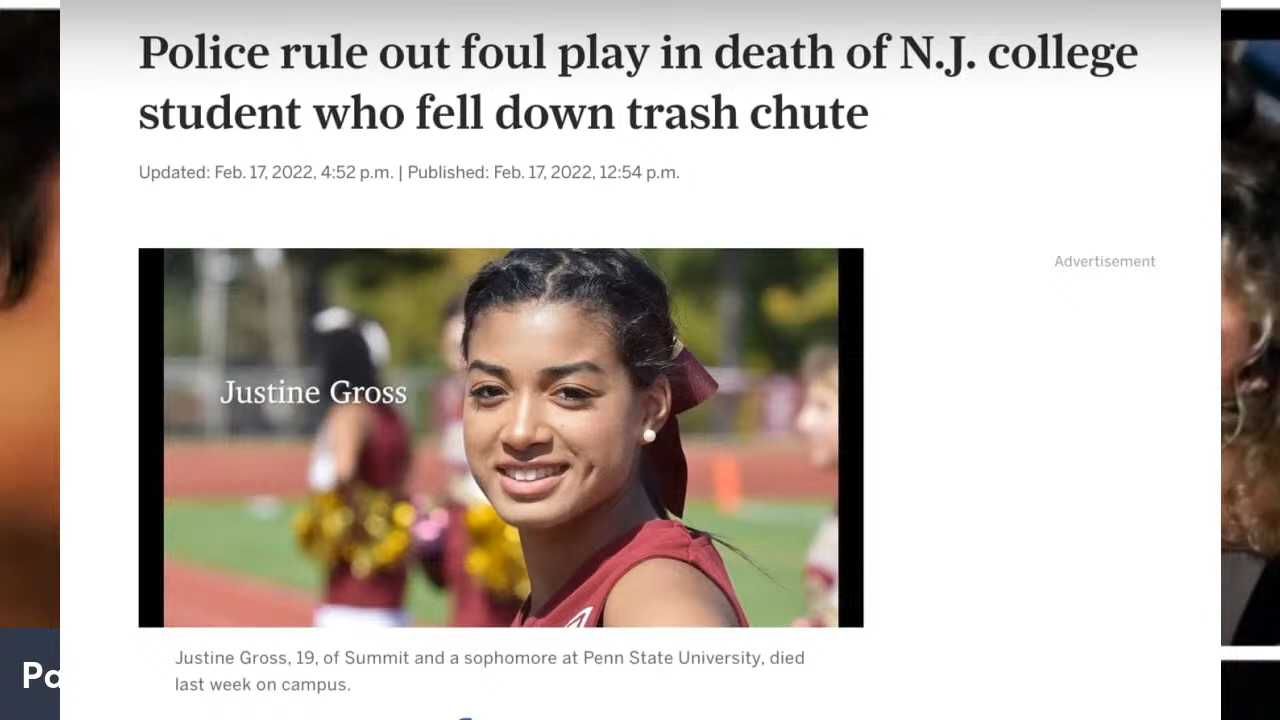 Police rule out foul play in death of N.J. college
student who fell down trash chute
Updated: Feb. 17, 2022, 4:52 p.m. | Published: Feb. 17, 2022, 12:54 p.m.
Advertisement
Justine Gross
Justine Gross, 19, of Summit and a sophomore at Penn State University, died
last week on campus.